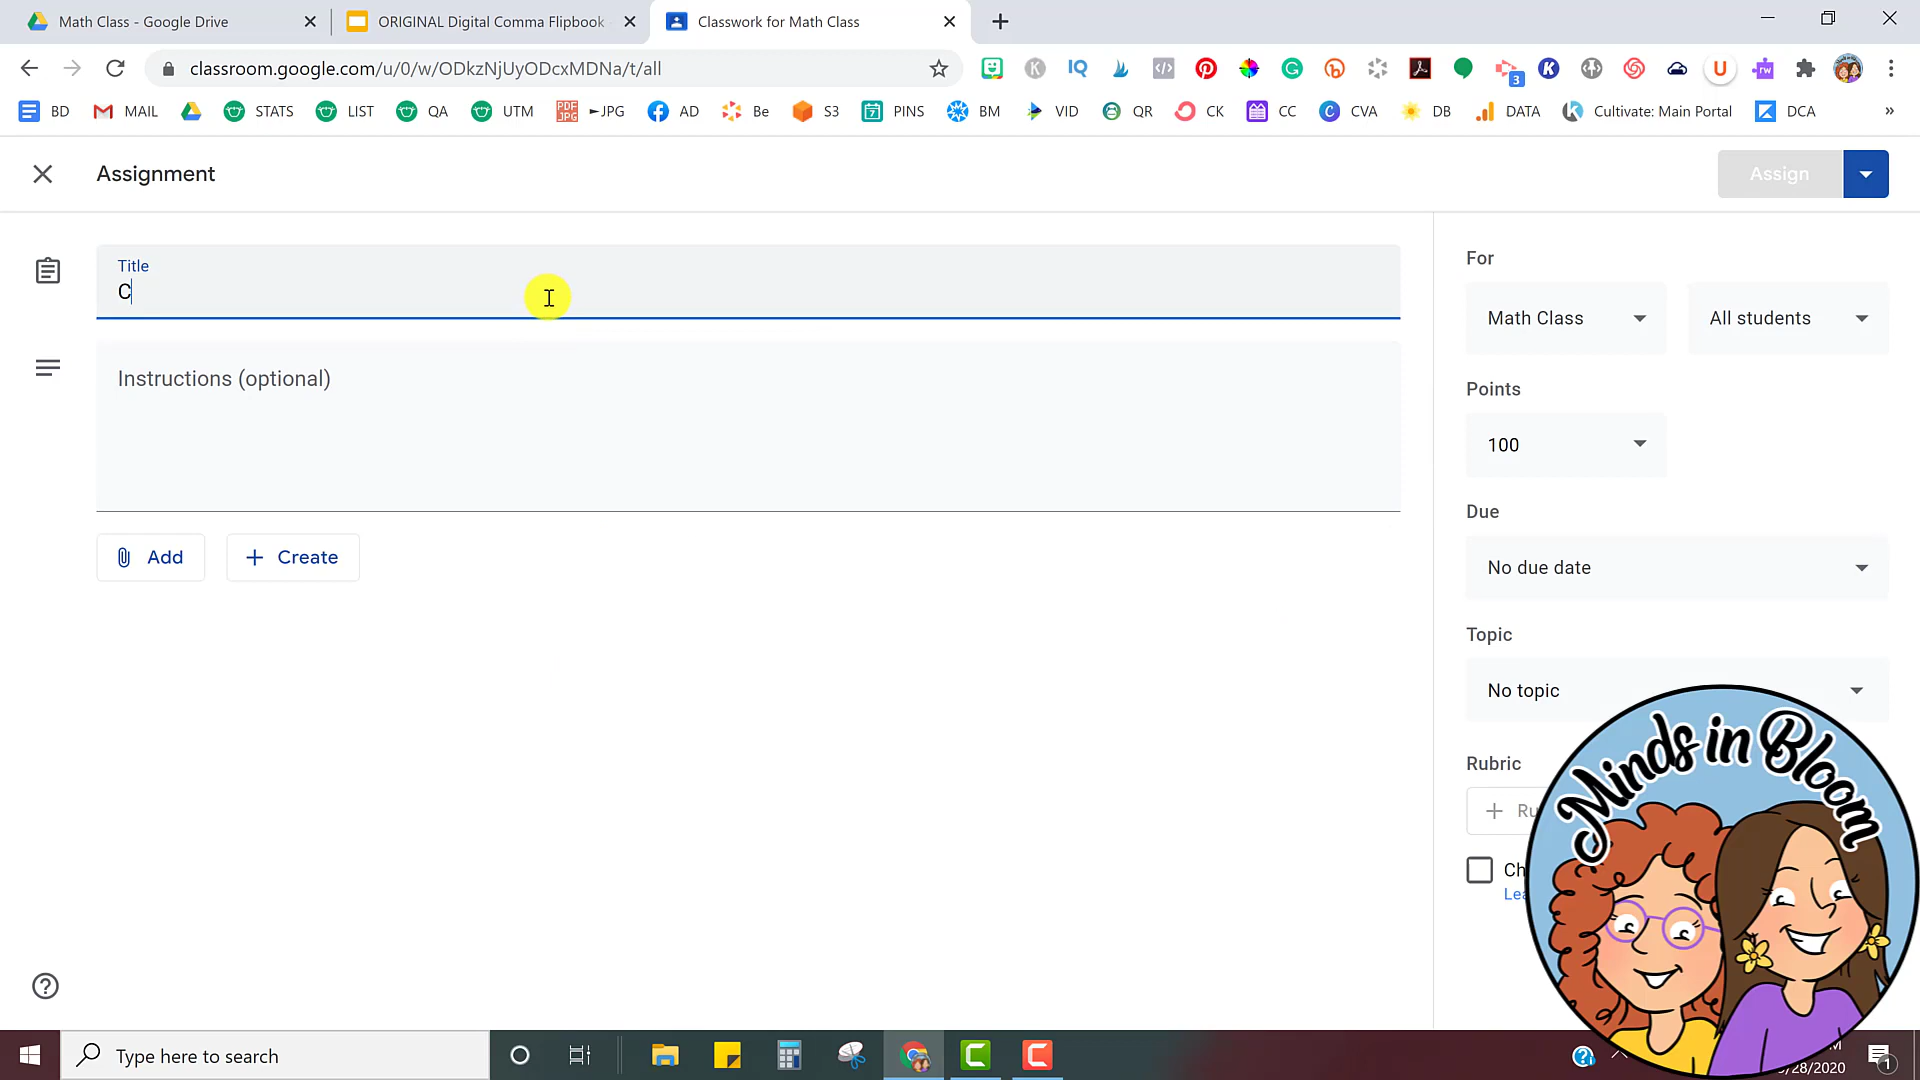 Math Class - Google Drive
ORIGINAL Digital Comma Flipbook
Classwork for Math Class
classroom.google.com/u/0/w/ODkzNjUyODcxMDNa/t/all
BD MAIL STATS LIST QA UTM PDF JPG ►JPG AD Be S3 PINS BM VID QR CK CC CVA DB DATA Cultivate: Main Portal DCA »
Assignment
Assign
Title
C
Instructions (optional)
Add
Create
For
Math Class
All students
Points
100
Due
No due date
Topic
No topic
Rubric
Minds in Bloom
Type here to search